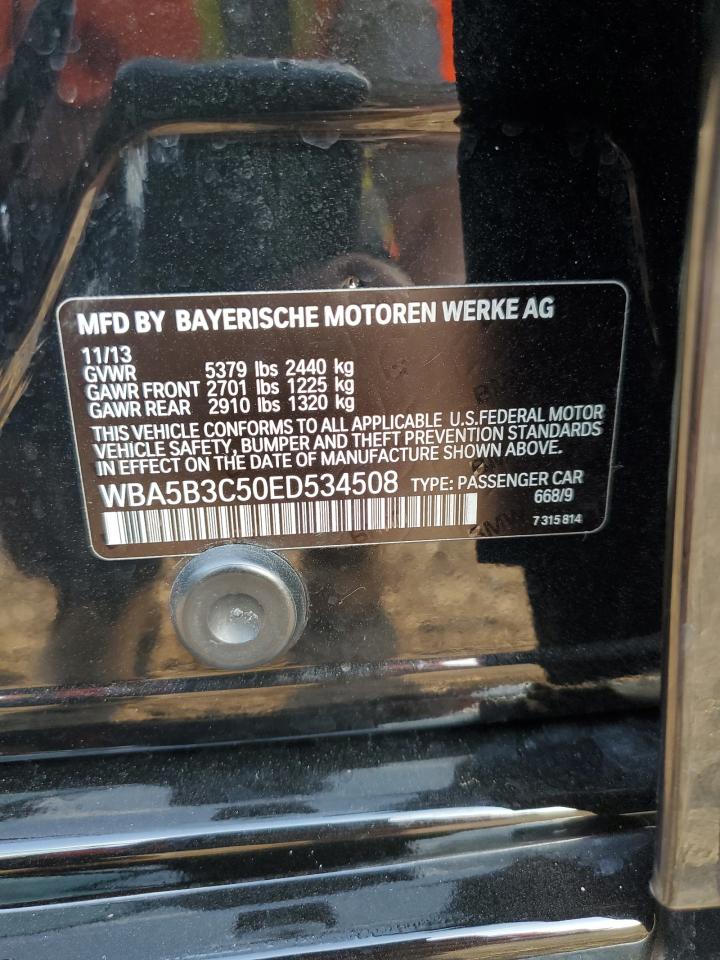 MFD BY BAYERISCHE MOTOREN WERKE AG
11/13
GVWR 5379 lbs 2440 kg
GAWR FRONT 2701 lbs 1225 kg
GAWR REAR 2910 lbs 1320 kg
THIS VEHICLE CONFORMS TO ALL APPLICABLE U.S.FEDERAL MOTOR
VEHICLE SAFETY, BUMPER AND THEFT PREVENTION STANDARDS
IN EFFECT ON THE DATE OF MANUFACTURE SHOWN ABOVE.
WBA5B3C50ED534508 TYPE: PASSENGER CAR
668/9
7 315 814
BMW